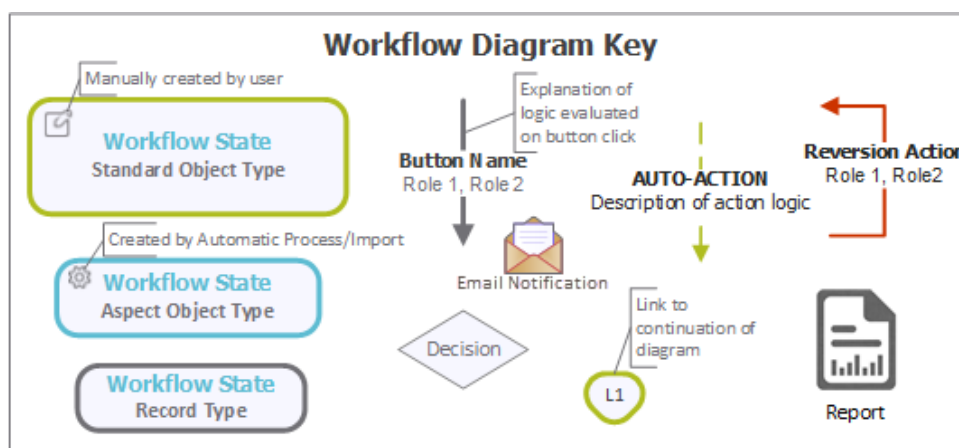 Workflow Diagram Key
Manually created by user
Workflow State
Standard Object Type
Created by Automatic Process/Import
Workflow State
Aspect Object Type
Workflow State
Record Type
Explanation of
logic evaluated
on button click
Button Name
Role 1, Role 2
Email Notification
Decision
AUTO-ACTION
Description of action logic
Link to
continuation of
diagram
L1
Reversion Action
Role 1, Role2
Report